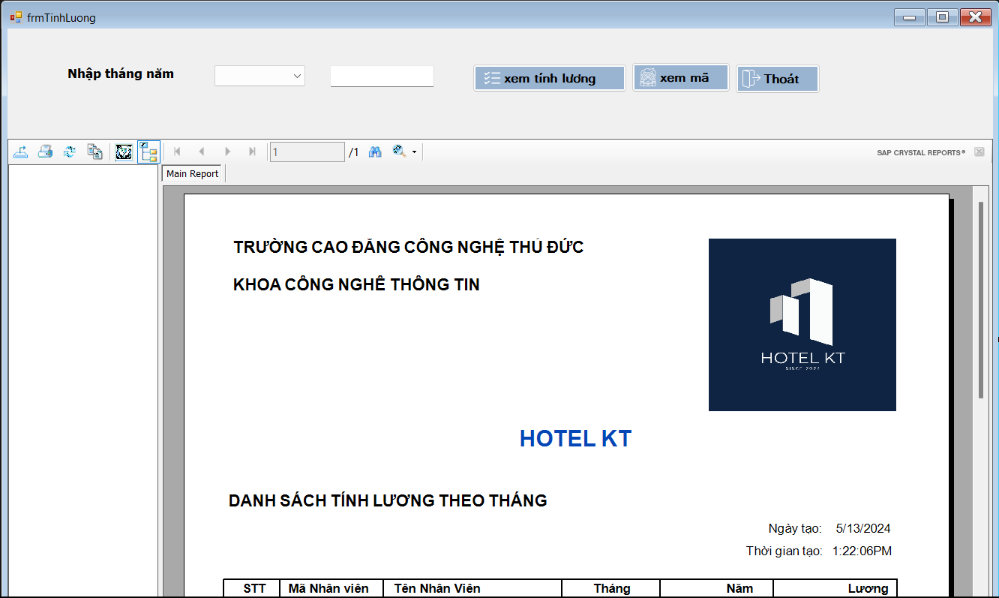 frmTinhLuong
Nhập tháng năm
xem tính lương
xem mã
Thoát
1
/1
SAP CRYSTAL REPORTS®
Main Report
TRƯỜNG CAO ĐẲNG CÔNG NGHỆ THỦ ĐỨC
KHOA CÔNG NGHÊ THÔNG TIN
HOTEL KT
SINCE 2024
HOTEL KT
DANH SÁCH TÍNH LƯƠNG THEO THÁNG
Ngày tạo: 5/13/2024
Thời gian tạo: 1:22:06PM
STT Mã Nhân viên Tên Nhân Viên Tháng Năm Lương